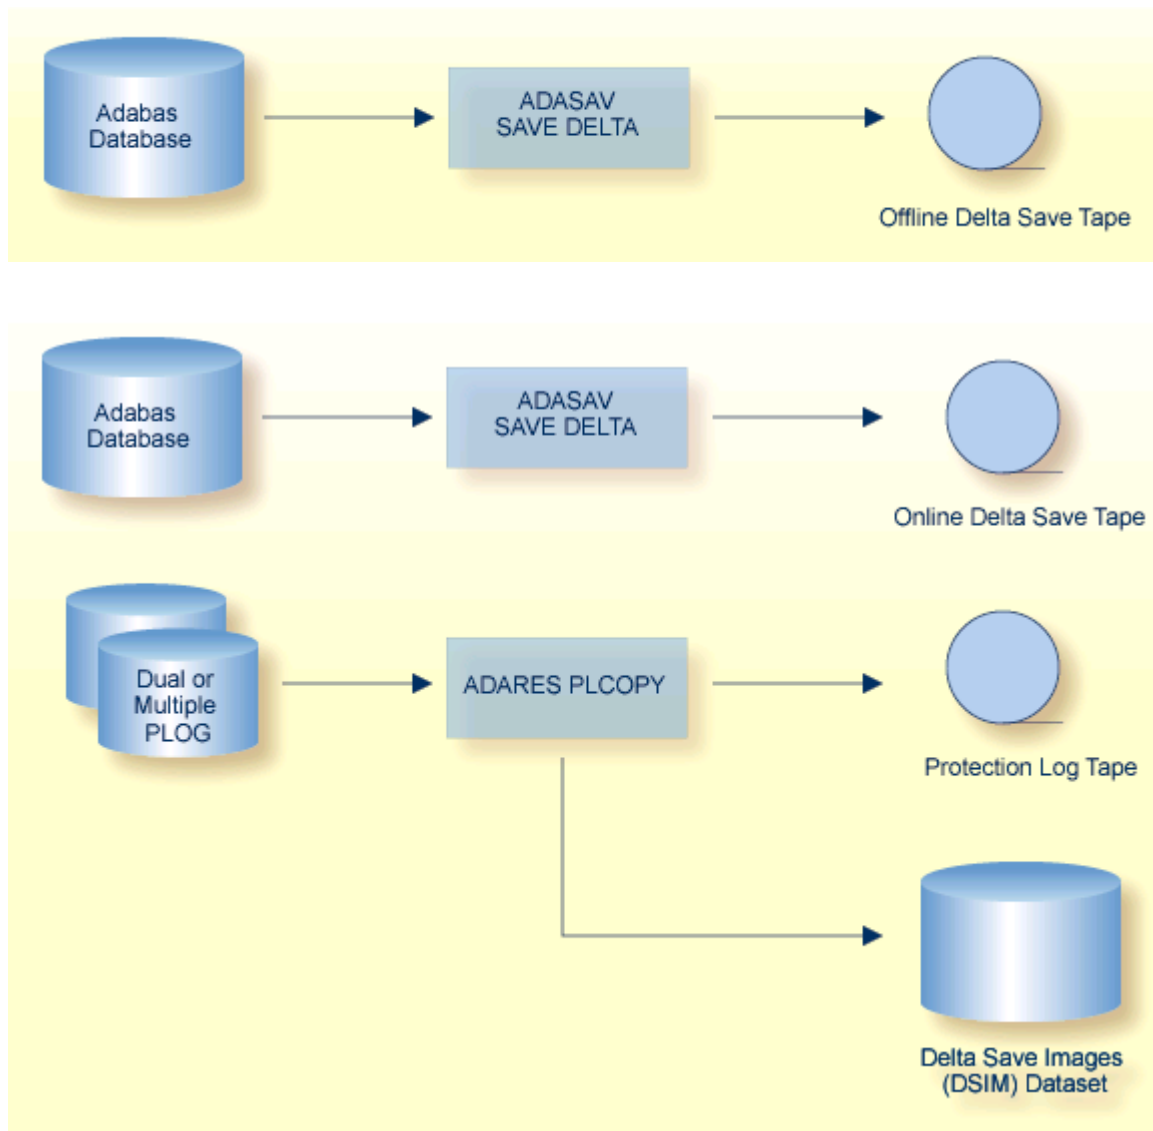 Adabas
Database
ADASAV
SAVE DELTA
Offline Delta Save Tape
Adabas
Database
ADASAV
SAVE DELTA
Online Delta Save Tape
Dual or
Multiple
PLOG
ADARES PLCOPY
Protection Log Tape
Delta Save Images
(DSIM) Dataset